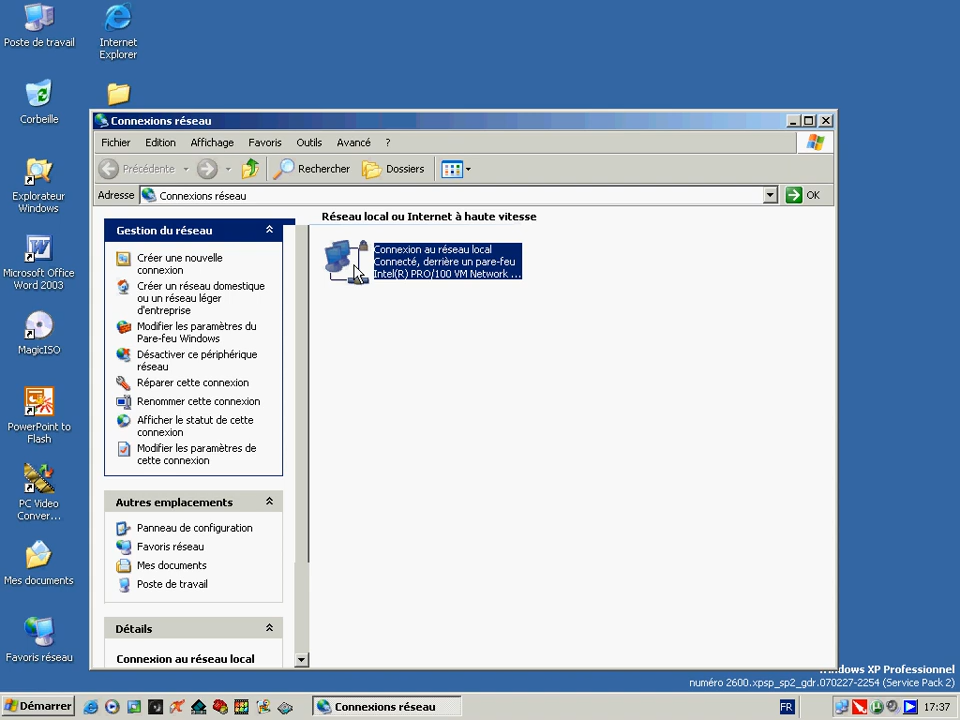 Poste de travail
Internet
Explorer
Corbeille
Explorateur
Windows
Microsoft Office
Word 2003
MagicISO
PowerPoint to
Flash
PC Video
Conver...
Mes documents
Favoris réseau
Connexions réseau
Fichier Edition Affichage Favoris Outils Avancé ?
Précédente Rechercher Dossiers
Adresse Connexions réseau OK
Gestion du réseau
Créer une nouvelle
connexion
Créer un réseau domestique
ou un réseau léger
d'entreprise
Modifier les paramètres du
Pare-feu Windows
Désactiver ce périphérique
réseau
Réparer cette connexion
Renommer cette connexion
Afficher le statut de cette
connexion
Modifier les paramètres de
cette connexion
Autres emplacements
Panneau de configuration
Favoris réseau
Mes documents
Poste de travail
Détails
Connexion au réseau local
Réseau local ou Internet à haute vitesse
Connexion au réseau local
Connecté, derrière un pare-feu
Intel(R) PRO/100 VM Network ...
Windows XP Professionnel
numéro 2600.xpsp_sp2_gdr.070227-2254 (Service Pack 2)
Démarrer Connexions réseau FR 17:37